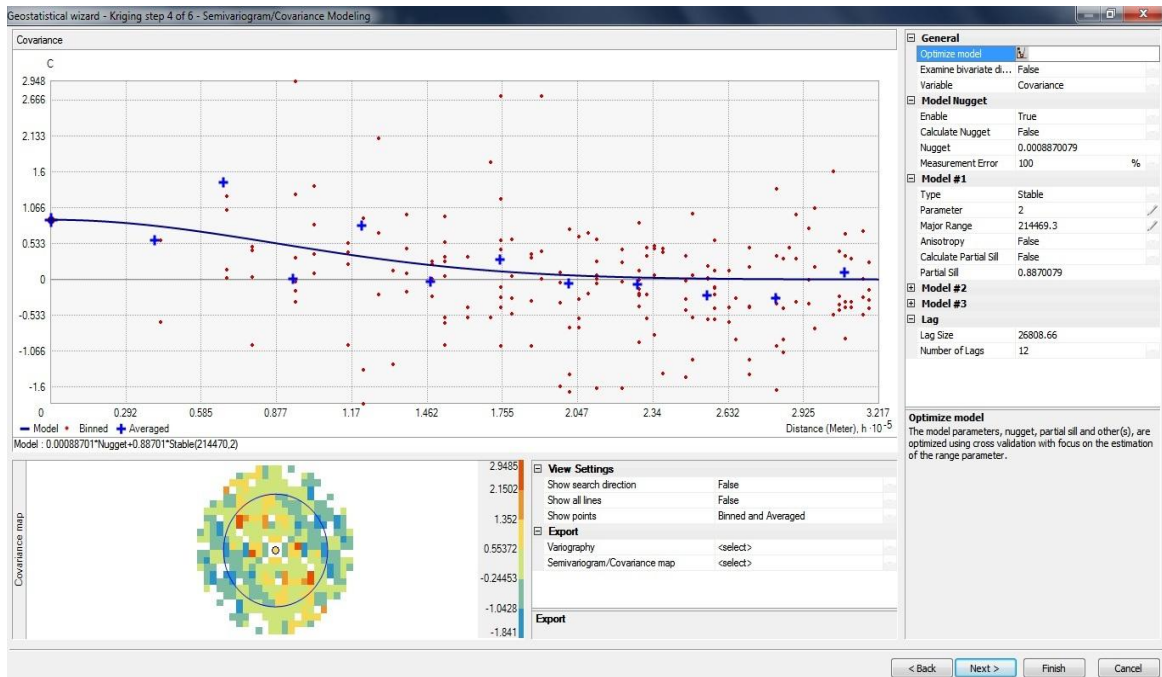 Geostatistical wizard - Kriging step 4 of 6 - Semivariogram/Covariance Modeling
Covariance
C
2.948
2.666
2.133
1.6
1.066
0.533
0
-0.533
-1.066
-1.6
0 0.292 0.585 0.877 1.17 1.462 1.755 2.047 2.34 2.632 2.925 3.217
Model Binned Averaged
Distance (Meter), h ·10-5
Model : 0.00088701*Nugget+0.88701*Stable(214470,2)
General
Optimize model
Examine bivariate di... False
Variable Covariance
Model Nugget
Enable True
Calculate Nugget False
Nugget 0.0008870079
Measurement Error 100 %
Model #1
Type Stable
Parameter 2
Major Range 214469.3
Anisotropy False
Calculate Partial Sill False
Partial Sill 0.8870079
Model #2
Model #3
Lag
Lag Size 26808.66
Number of Lags 12
Optimize model
The model parameters, nugget, partial sill and other(s), are
optimized using cross validation with focus on the estimation
of the range parameter.
Covariance map
2.9485
2.1502
1.352
0.55372
-0.24453
-1.0428
-1.841
View Settings
Show search direction False
Show all lines False
Show points Binned and Averaged
Export
Variography <select>
Semivariogram/Covariance map <select>
Export
< Back Next > Finish Cancel